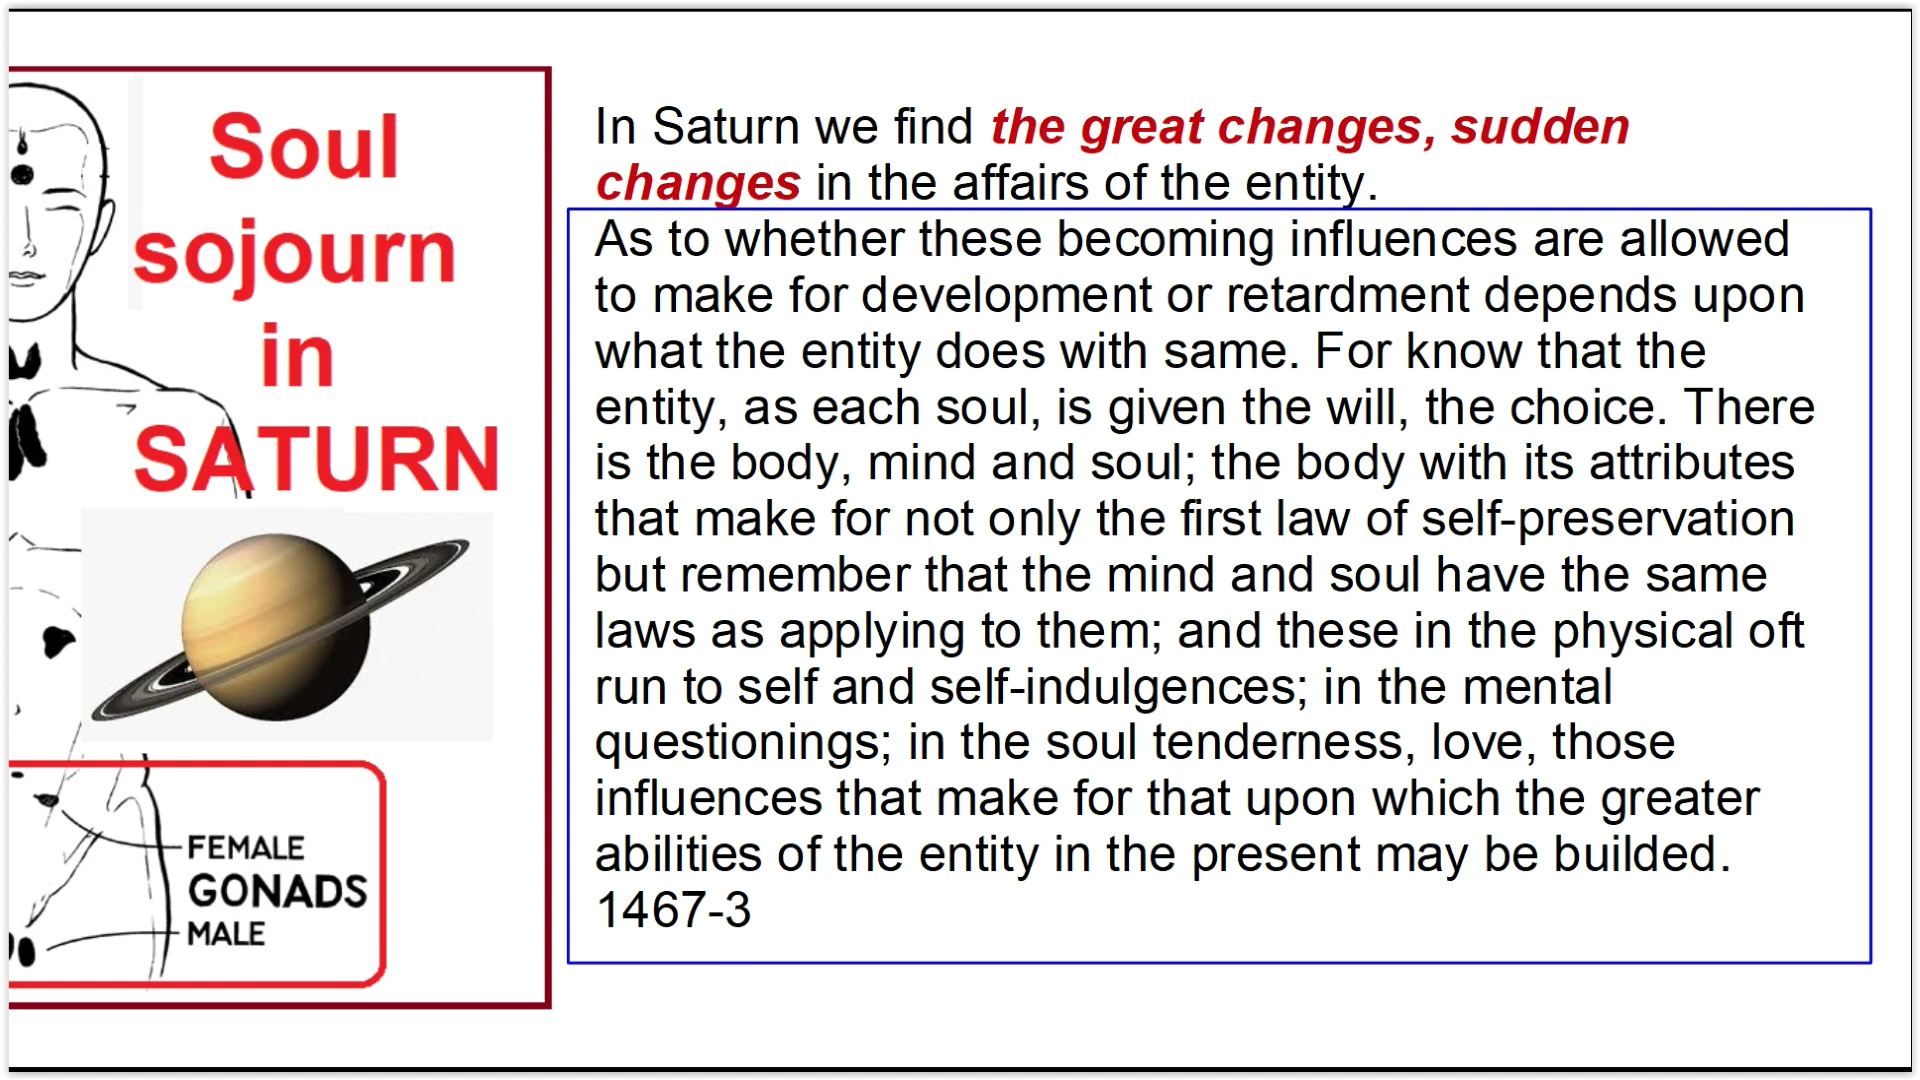 Soul
sojourn
in
SATURN
FEMALE
GONADS
MALE
In Saturn we find the great changes, sudden
changes in the affairs of the entity.
As to whether these becoming influences are allowed
to make for development or retardment depends upon
what the entity does with same. For know that the
entity, as each soul, is given the will, the choice. There
is the body, mind and soul; the body with its attributes
that make for not only the first law of self-preservation
but remember that the mind and soul have the same
laws as applying to them; and these in the physical oft
run to self and self-indulgences; in the mental
questionings; in the soul tenderness, love, those
influences that make for that upon which the greater
abilities of the entity in the present may be builded.
1467-3